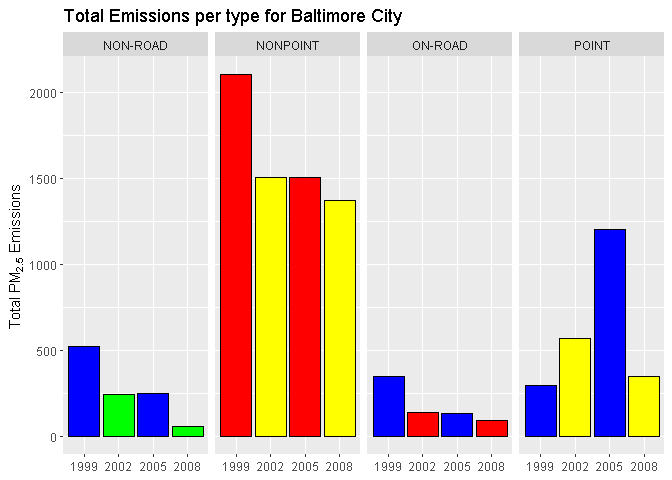 Total Emissions per type for Baltimore City
NON-ROAD NONPOINT ON-ROAD POINT
Total PM2.5 Emissions
2000
1500
1000
500
0
1999 2002 2005 2008 1999 2002 2005 2008 1999 2002 2005 2008 1999 2002 2005 2008